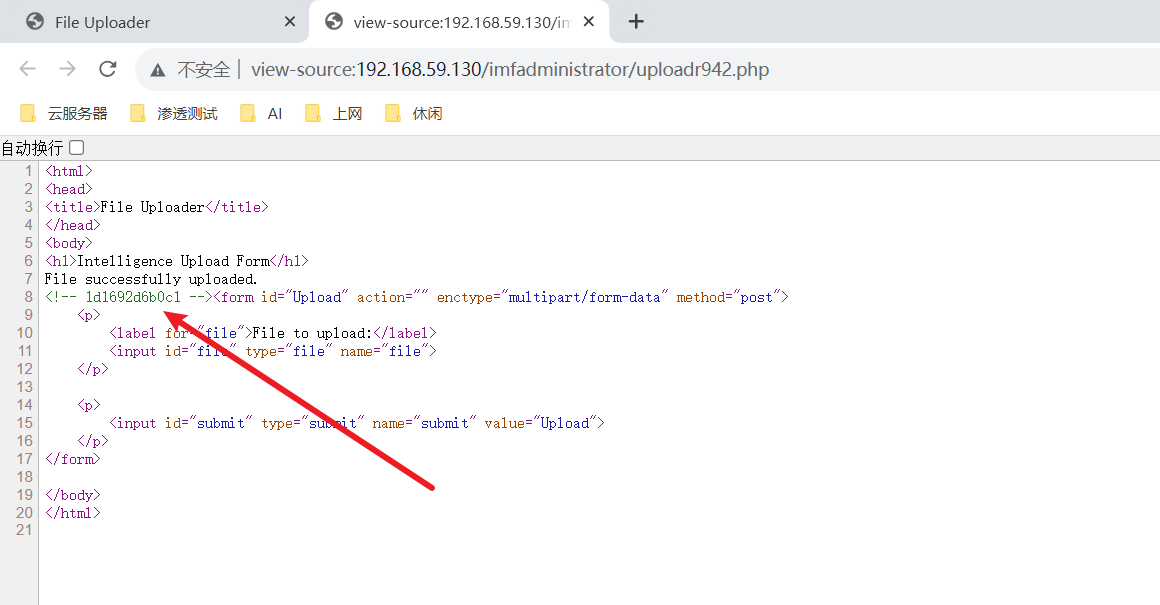 File Uploader
view-source:192.168.59.130/im
不安全 view-source:192.168.59.130/imfadministrator/uploadr942.php
云服务器 渗透测试 AI 上网 休闲
自动换行
1 <html>
2 <head>
3 <title>File Uploader</title>
4 </head>
5 <body>
6 <h1>Intelligence Upload Form</h1>
7 File successfully uploaded.
8 <!-- 1d1692d6b0c1 --><form id="Upload" action="" enctype="multipart/form-data" method="post">
9 <p>
10 <label for="file">File to upload:</label>
11 <input id="file" type="file" name="file">
12 </p>
13
14 <p>
15 <input id="submit" type="submit" name="submit" value="Upload">
16 </p>
17 </form>
18
19 </body>
20 </html>
21